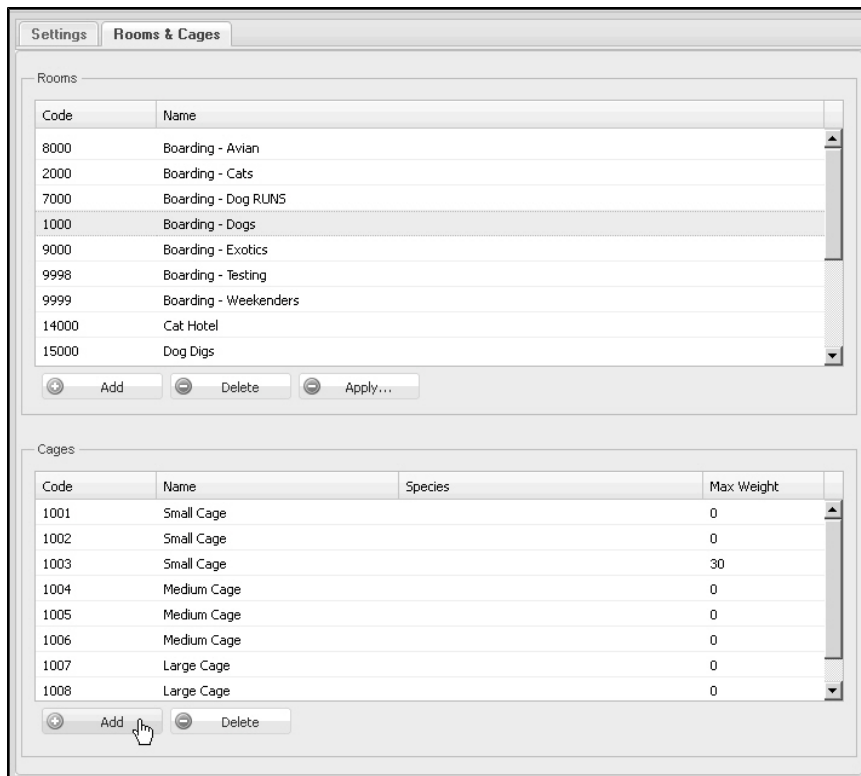 Settings Rooms & Cages
Rooms
Code Name
8000 Boarding - Avian
2000 Boarding - Cats
7000 Boarding - Dog RUNS
1000 Boarding - Dogs
9000 Boarding - Exotics
9998 Boarding - Testing
9999 Boarding - Weekenders
14000 Cat Hotel
15000 Dog Digs
Add Delete Apply...
Cages
Code Name Species Max Weight
1001 Small Cage 0
1002 Small Cage 0
1003 Small Cage 30
1004 Medium Cage 0
1005 Medium Cage 0
1006 Medium Cage 0
1007 Large Cage 0
1008 Large Cage 0
Add Delete